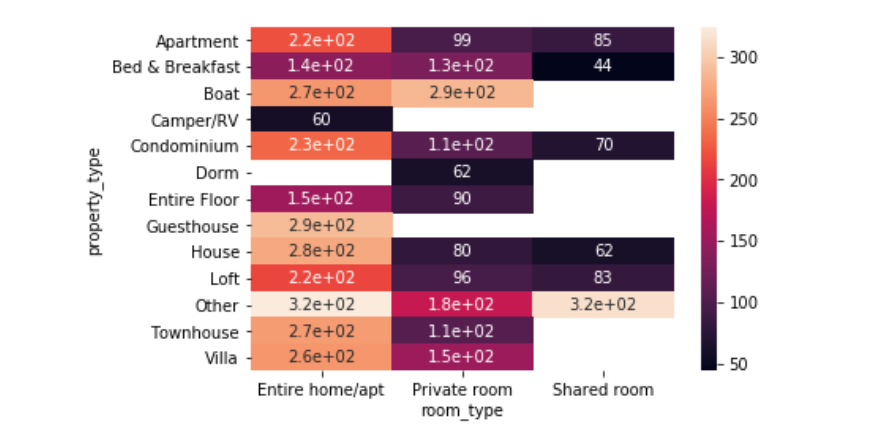 property_type
Apartment 2.2e+02 99 85
Bed & Breakfast 1.4e+02 1.3e+02 44
Boat 2.7e+02 2.9e+02
Camper/RV 60
Condominium 2.3e+02 1.1e+02 70
Dorm 62
Entire Floor 1.5e+02 90
Guesthouse 2.9e+02
House 2.8e+02 80 62
Loft 2.2e+02 96 83
Other 3.2e+02 1.8e+02 3.2e+02
Townhouse 2.7e+02 1.1e+02
Villa 2.6e+02 1.5e+02
Entire home/apt Private room Shared room
room_type
300
250
200
150
100
50